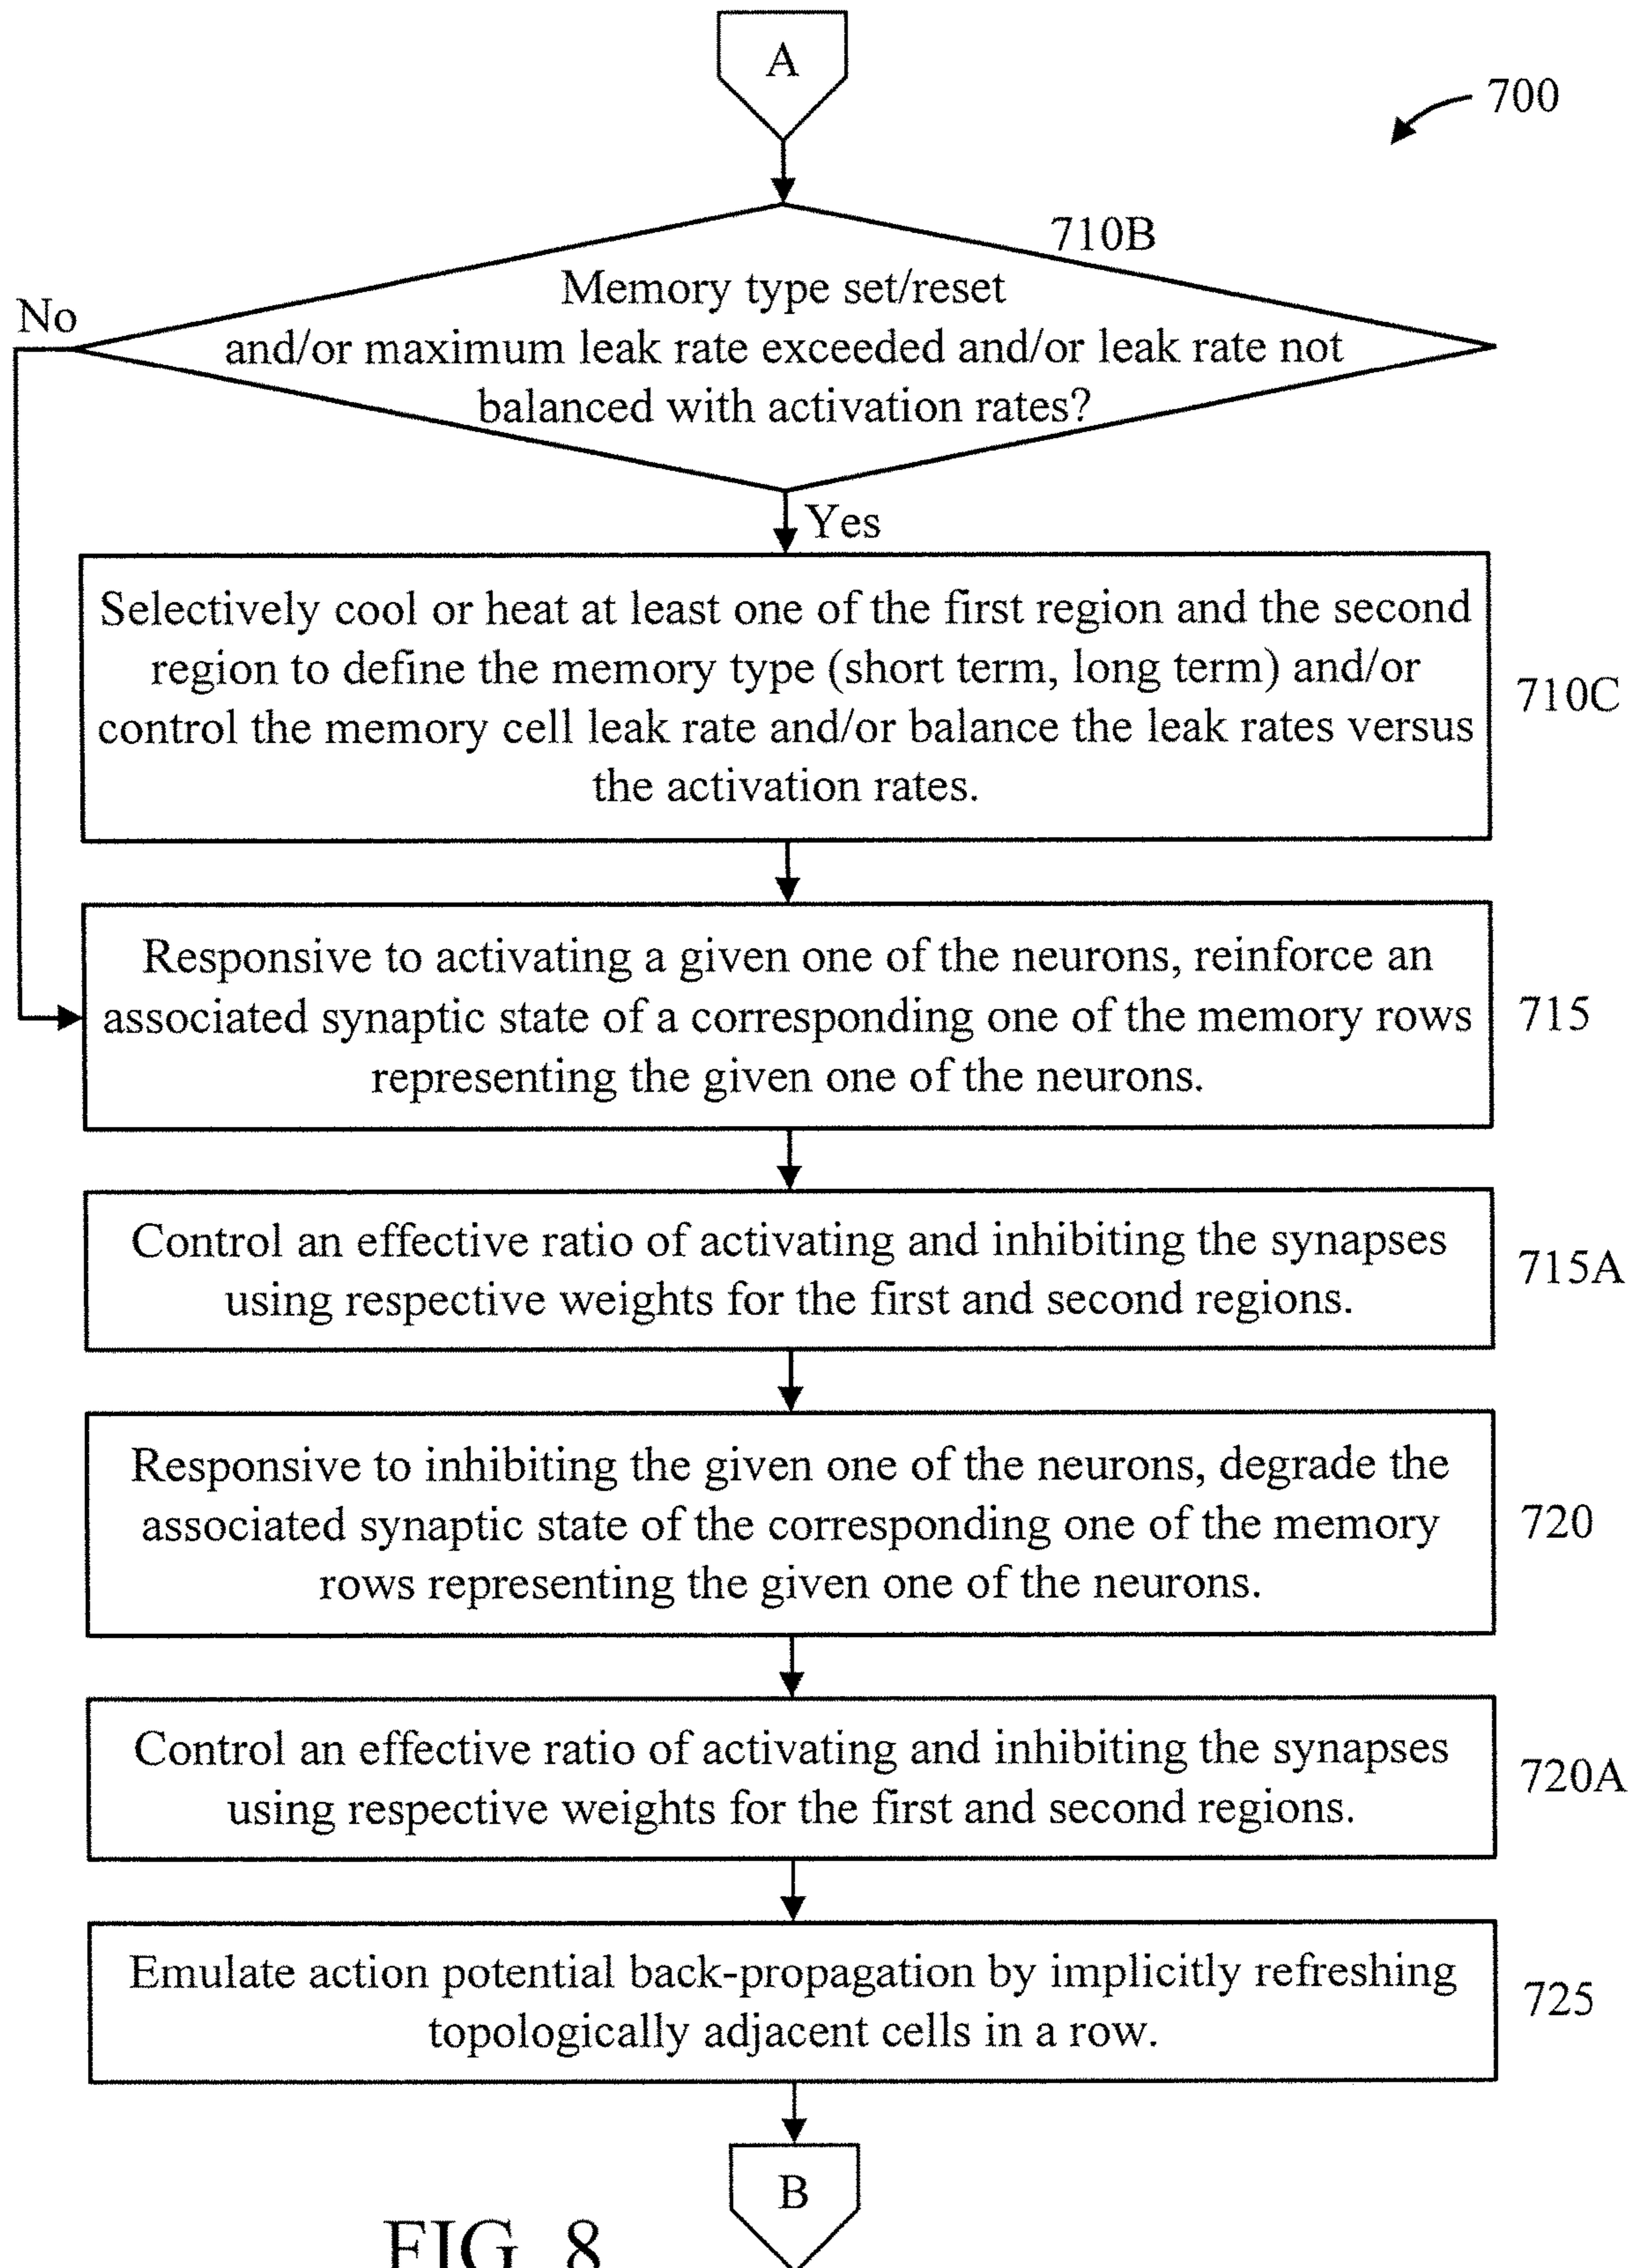 A
700
710B
Memory type set/reset
and/or maximum leak rate exceeded and/or leak rate not
balanced with activation rates?
No
Yes
Selectively cool or heat at least one of the first region and the second
region to define the memory type (short term, long term) and/or
control the memory cell leak rate and/or balance the leak rates versus
the activation rates.
710C
Responsive to activating a given one of the neurons, reinforce an
associated synaptic state of a corresponding one of the memory rows
representing the given one of the neurons.
715
Control an effective ratio of activating and inhibiting the synapses
using respective weights for the first and second regions.
715A
Responsive to inhibiting the given one of the neurons, degrade the
associated synaptic state of the corresponding one of the memory
rows representing the given one of the neurons.
720
Control an effective ratio of activating and inhibiting the synapses
using respective weights for the first and second regions.
720A
Emulate action potential back-propagation by implicitly refreshing
topologically adjacent cells in a row.
725
B
FIG. 8